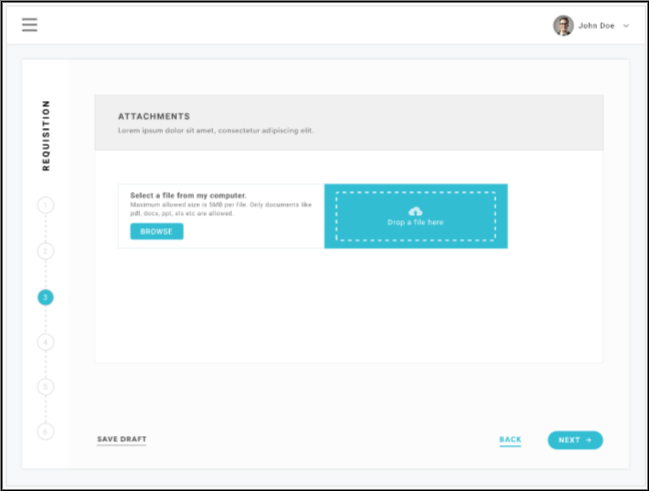 John Doe
REQUISITION
ATTACHMENTS
Lorem ipsum dolor sit amet, consectetur adipiscing elit.
Select a file from my computer.
Maximum allowed size is 5MB per file. Only documents like
pdf, docs, ppt, xls etc are allowed.
BROWSE
Drop a file here
1
2
3
4
5
6
SAVE DRAFT
BACK
NEXT →